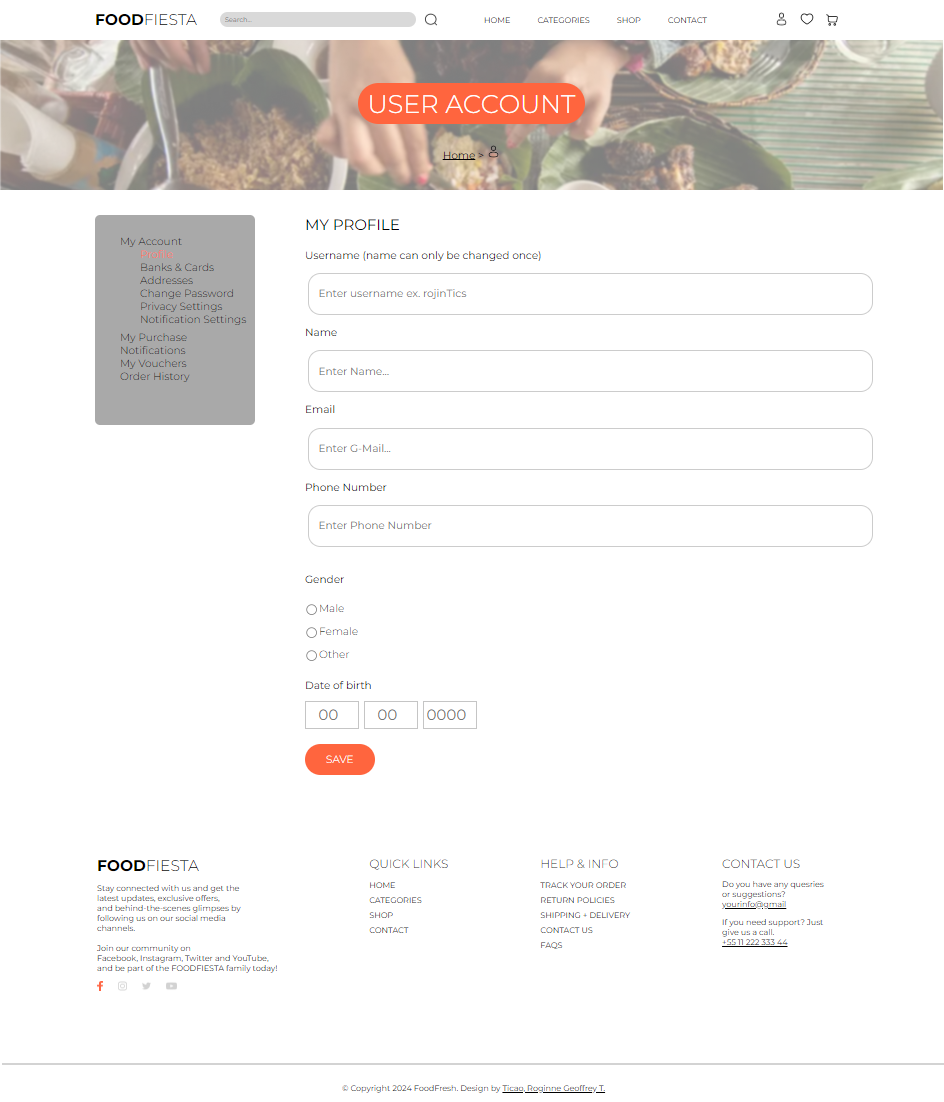 FOODFIESTA
Search...
HOME CATEGORIES SHOP CONTACT
USER ACCOUNT
Home >
My Account
Profile
Banks & Cards
Addresses
Change Password
Privacy Settings
Notification Settings
My Purchase
Notifications
My Vouchers
Order History
MY PROFILE
Username (name can only be changed once)
Enter username ex. rojinTics
Name
Enter Name...
Email
Enter G-Mail...
Phone Number
Enter Phone Number
Gender
Male
Female
Other
Date of birth
00 00 0000
SAVE
FOODFIESTA
Stay connected with us and get the
latest updates, exclusive offers,
and behind-the-scenes glimpses by
following us on our social media
channels.
Join our community on
Facebook, Instagram, Twitter and YouTube,
and be part of the FOODFIESTA family today!
QUICK LINKS
HOME
CATEGORIES
SHOP
CONTACT
HELP & INFO
TRACK YOUR ORDER
RETURN POLICIES
SHIPPING + DELIVERY
CONTACT US
FAQS
CONTACT US
Do you have any quesries
or suggestions?
yourinfo@gmail
If you need support? Just
give us a call.
+55 11 222 333 44
© Copyright 2024 FoodFresh. Design by Ticao, Roginne Geoffrey T.